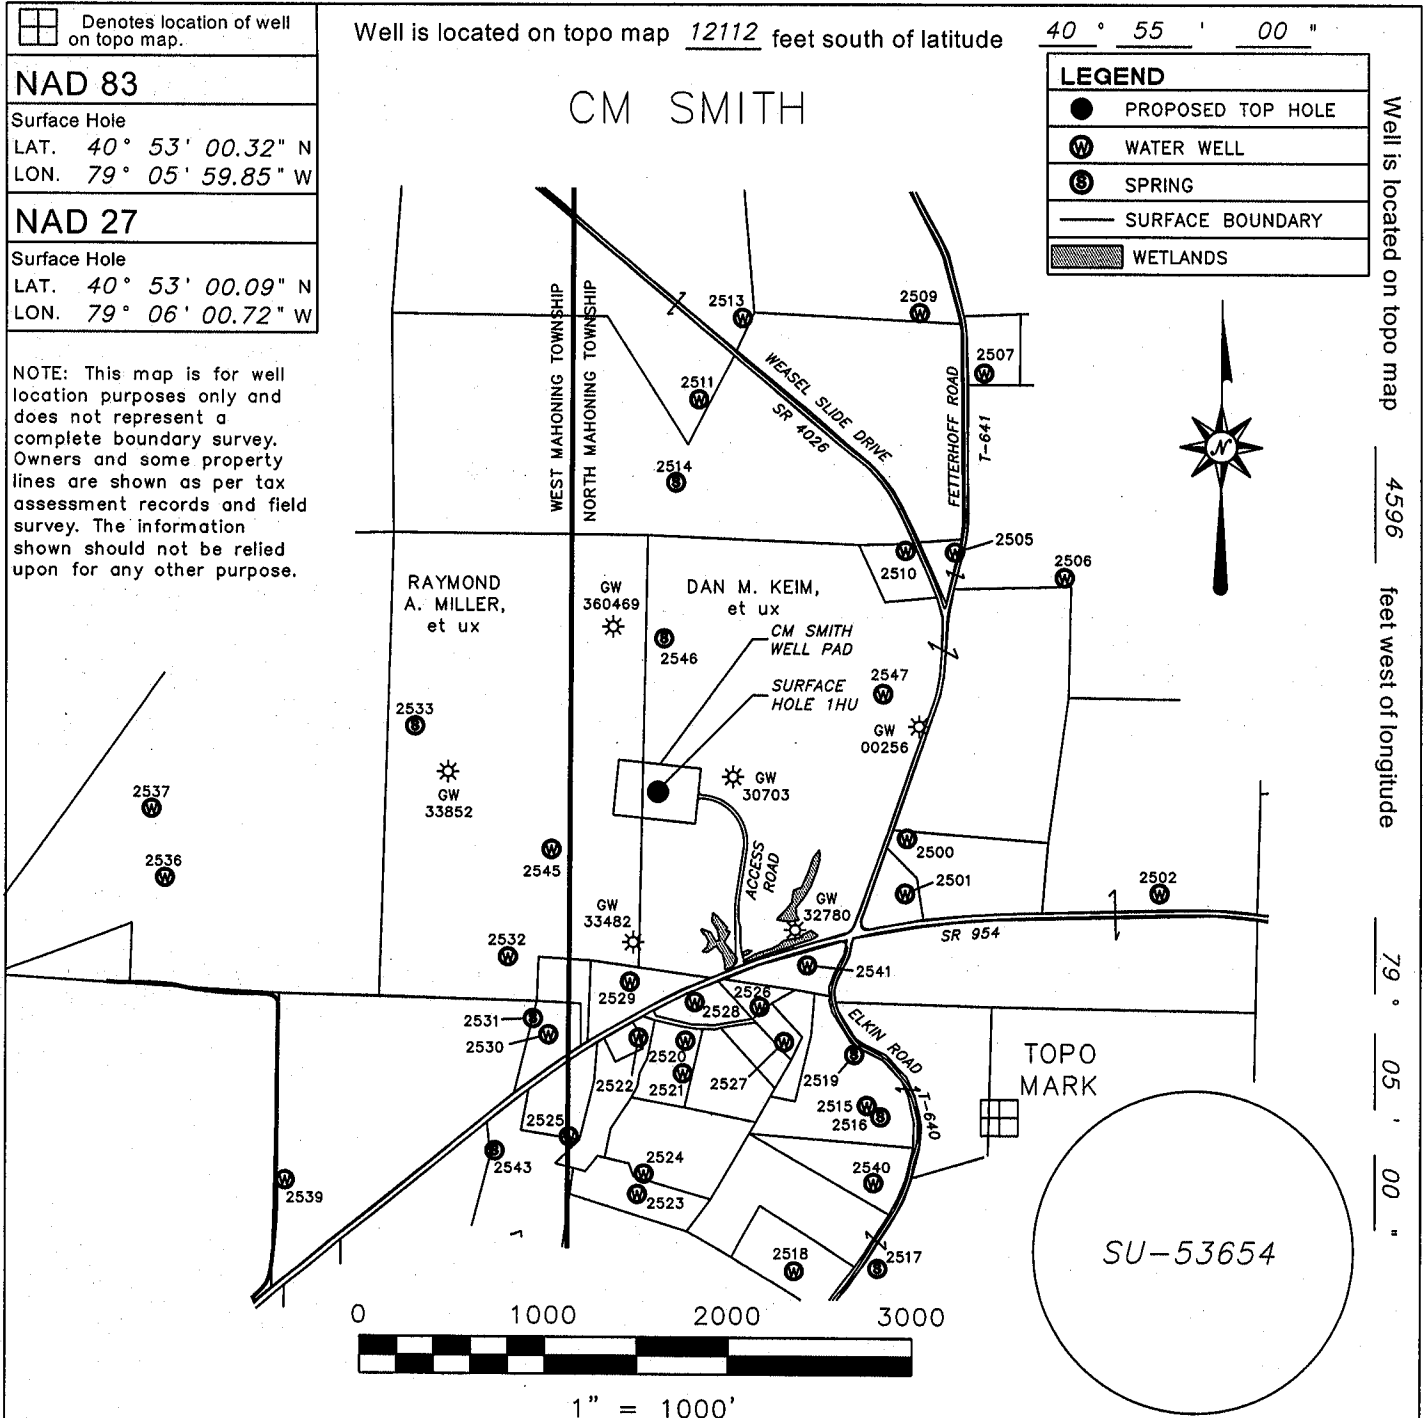 Denotes location of well
on topo map.
Well is located on topo map 12112 feet south of latitude 40 ° 55 ' 00 "
NAD 83
Surface Hole
LAT. 40° 53' 00.32" N
LON. 79° 05' 59.85" W
NAD 27
Surface Hole
LAT. 40° 53' 00.09" N
LON. 79° 06' 00.72" W
NOTE: This map is for well
location purposes only and
does not represent a
complete boundary survey.
Owners and some property
lines are shown as per tax
assessment records and field
survey. The information
shown should not be relied
upon for any other purpose.
CM SMITH
LEGEND
PROPOSED TOP HOLE
W WATER WELL
S SPRING
SURFACE BOUNDARY
WETLANDS
Well is located on topo map 4596 feet west of longitude 79 ° 05 ' 00 "
N
WEST MAHONING TOWNSHIP
NORTH MAHONING TOWNSHIP
2513
2509
2507
2511
WEASEL SLIDE DRIVE
SR 4026
FETTERHOFF ROAD
T-641
2514
2505
2510
2506
RAYMOND
A. MILLER,
et ux
GW
360469
DAN M. KEIM,
et ux
CM SMITH
WELL PAD
2546
SURFACE
HOLE 1HU
2547
2533
GW
00256
GW
33852
GW
30703
2537
2536
2545
2500
ACCESS
ROAD
2501
2502
GW
33482
GW
32780
SR 954
2532
2541
2529
2526
2528
2531
2530
2520
ELKIN ROAD
T-640
2522
2521
2527
2519
TOPO
MARK
2515
2516
2525
2543
2524
2523
2540
2539
2518
2517
SU-53654
0 1000 2000 3000
1" = 1000'